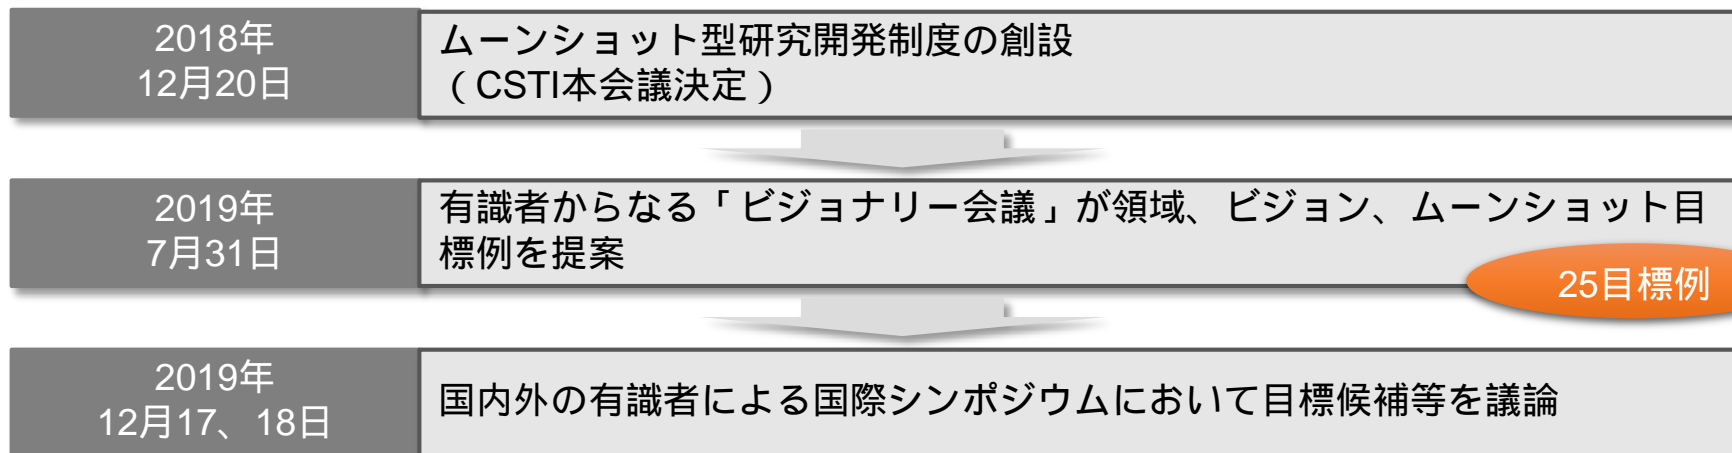 2018年
12月20日
ムーンショット型研究開発制度の創設
（CSTI本会議決定）
2019年
7月31日
有識者からなる「ビジョナリー会議」が領域、ビジョン、ムーンショット目
標例を提案
25目標例
2019年
12月17、18日
国内外の有識者による国際シンポジウムにおいて目標候補等を議論